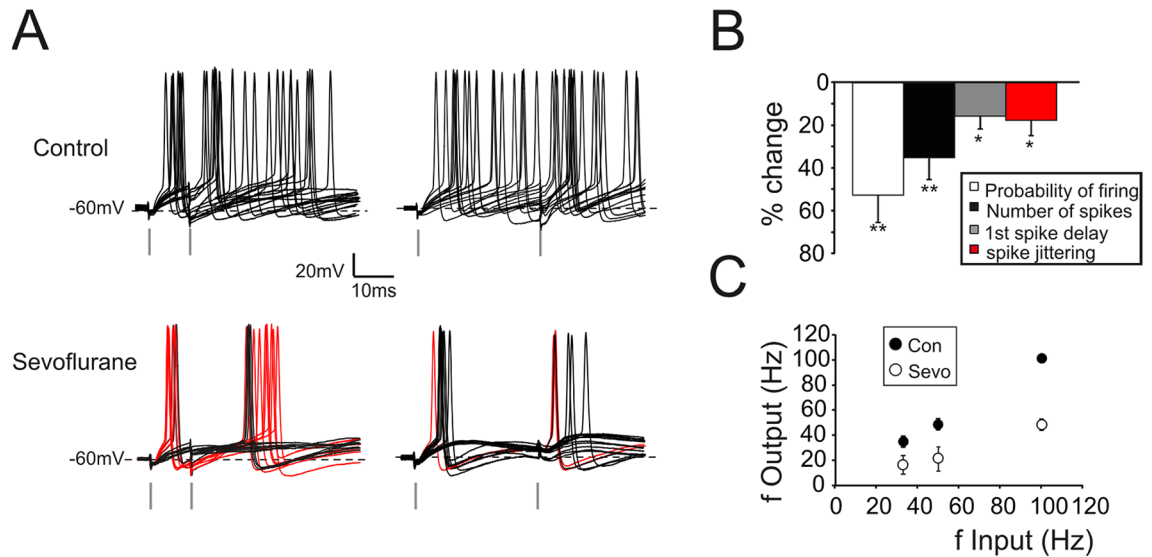 A
Control
-60mV
20mV
10ms
Sevoflurane
-60mV
B
% change
0
20
40
60
80
**
**
*
*
Probability of firing
Number of spikes
1st spike delay
spike jittering
C
f Output (Hz)
120
100
80
60
40
20
0
Con
Sevo
0 20 40 60 80 100 120
f Input (Hz)